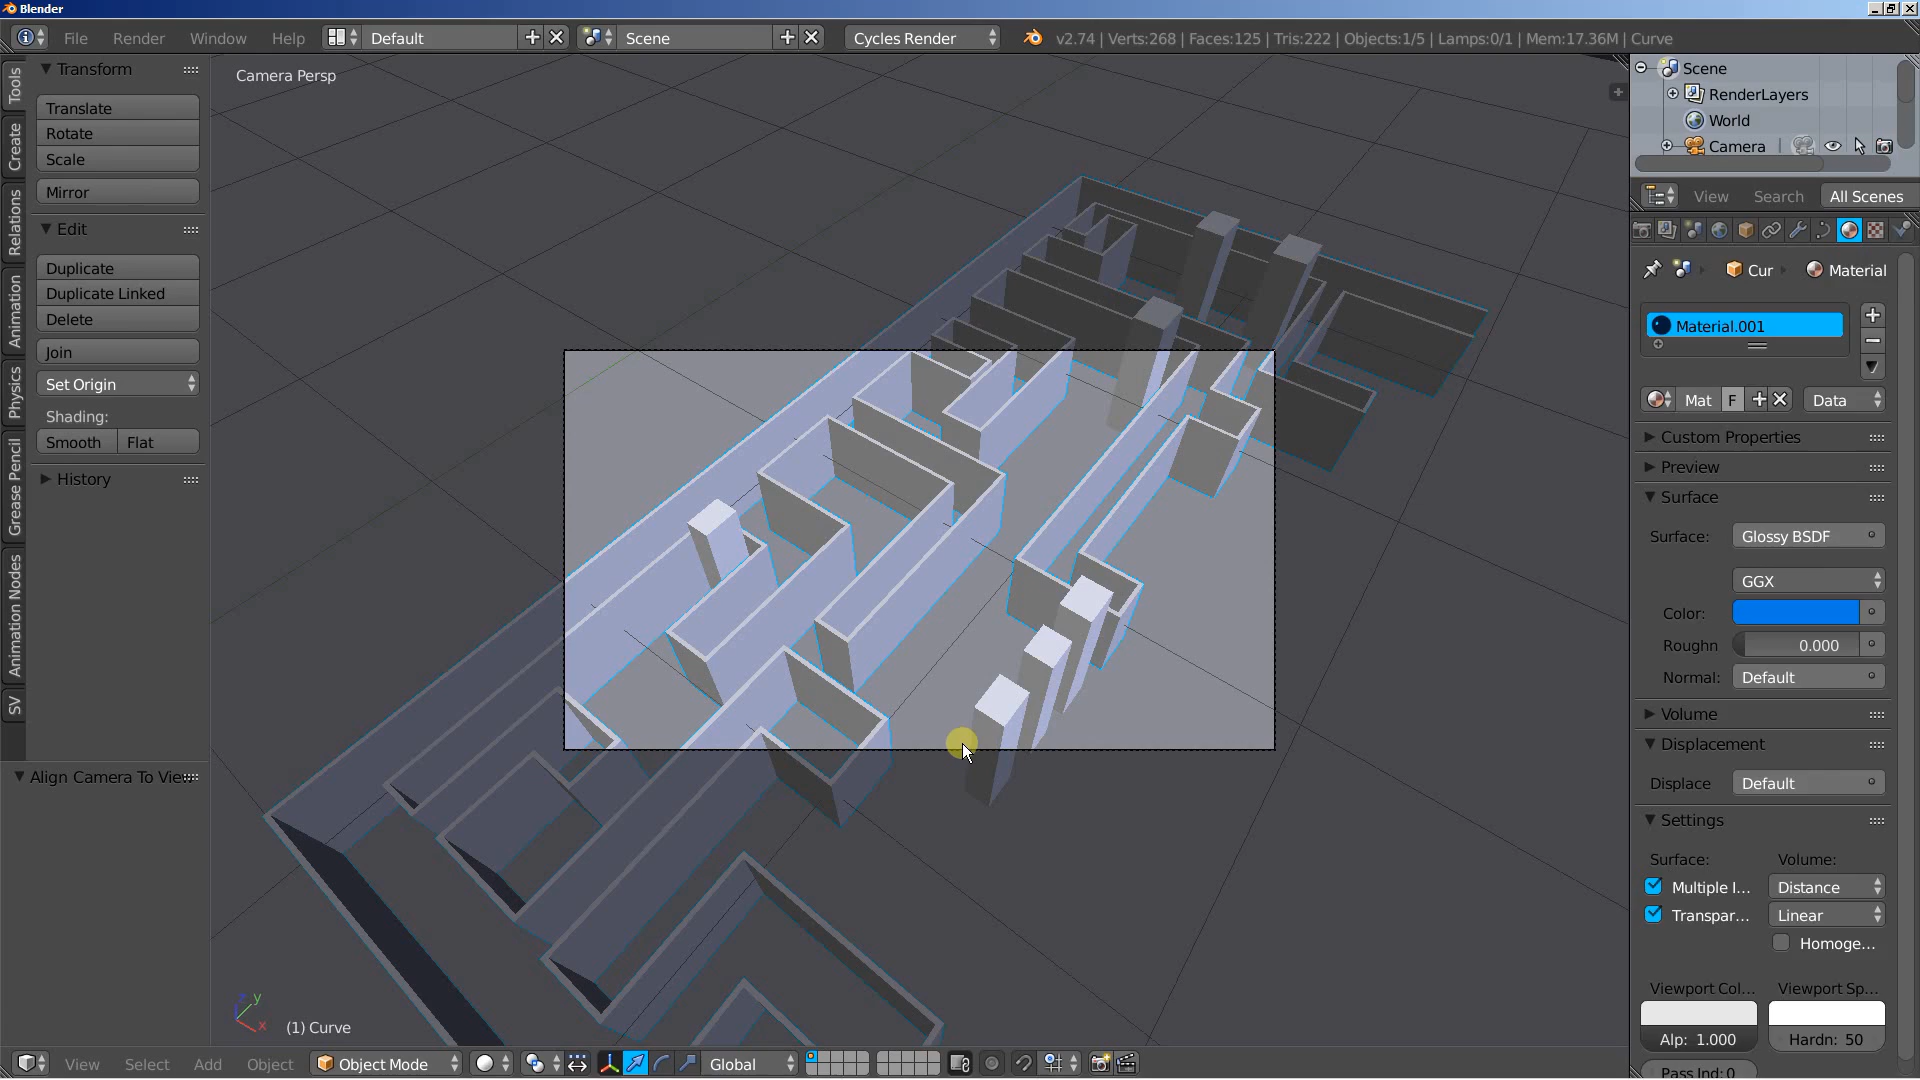 Blender
File Render Window Help Default Scene Cycles Render v2.74 | Verts:268 | Faces:125 | Tris:222 | Objects:1/5 | Lamps:0/1 | Mem:17.36M | Curve
Tools
Create
Relations
Animation
Physics
Grease Pencil
Animation Nodes
SV
Transform
Translate
Rotate
Scale
Mirror
Edit
Duplicate
Duplicate Linked
Delete
Join
Set Origin
Shading:
Smooth Flat
History
Align Camera To View
Camera Persp
y
x
(1) Curve
View Select Add Object Object Mode Global
Scene
RenderLayers
World
Camera
View Search All Scenes
Cur Material
Material.001
Mat F Data
Custom Properties
Preview
Surface
Surface: Glossy BSDF
GGX
Color:
Roughn 0.000
Normal: Default
Volume
Displacement
Displace Default
Settings
Surface: Volume:
Multiple I... Distance
Transpar... Linear
Homoge...
Viewport Col... Viewport Sp...
Alp: 1.000 Hardn: 50
Pass Ind: 0